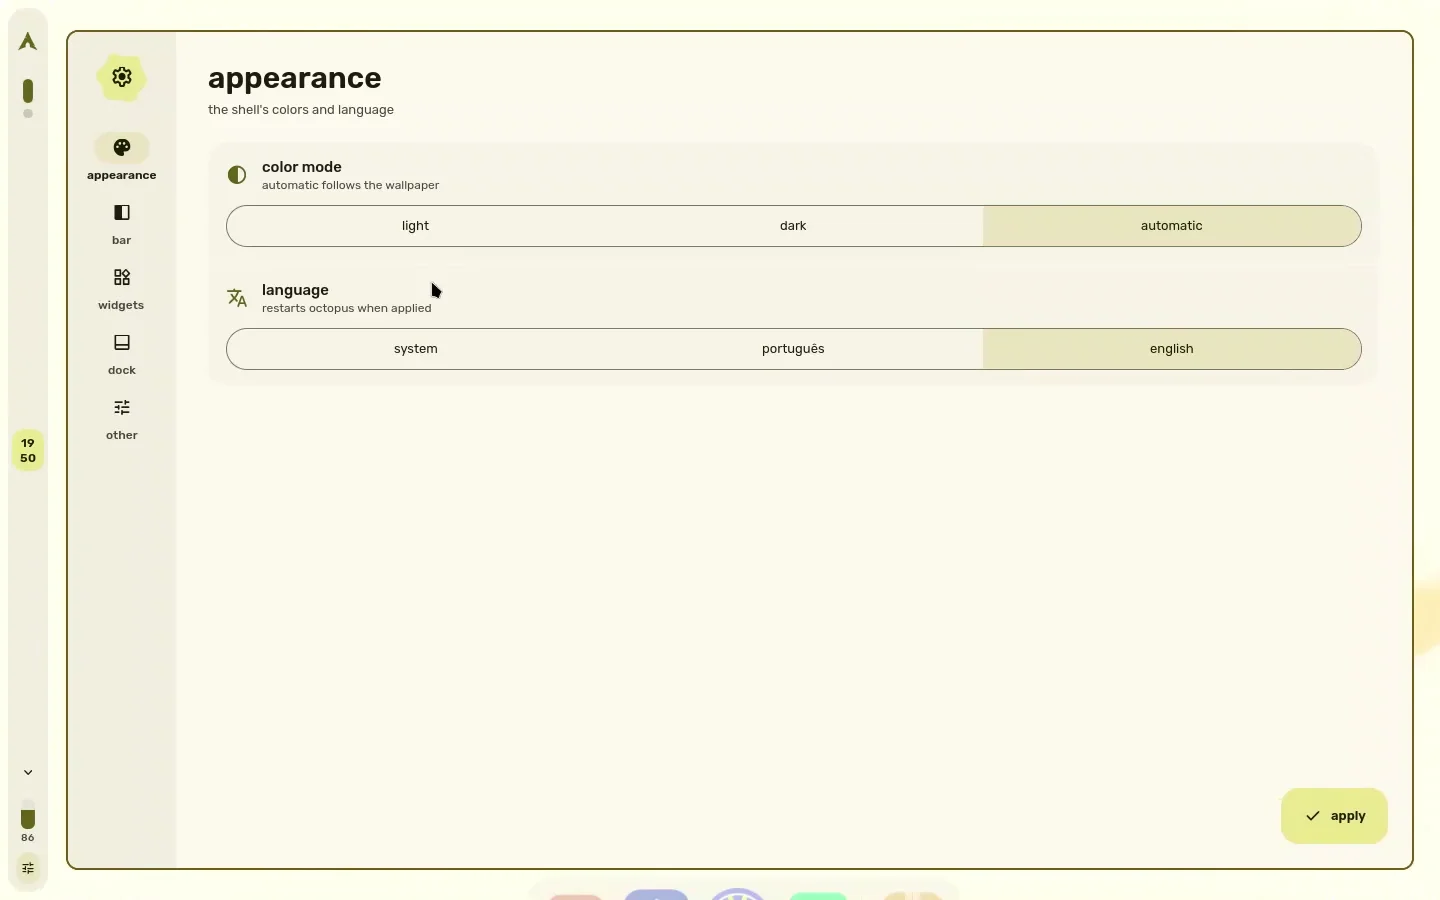 appearance
the shell's colors and language
appearance
bar
widgets
dock
other
color mode
automatic follows the wallpaper
light
dark
automatic
language
restarts octopus when applied
system
português
english
19
50
86
apply